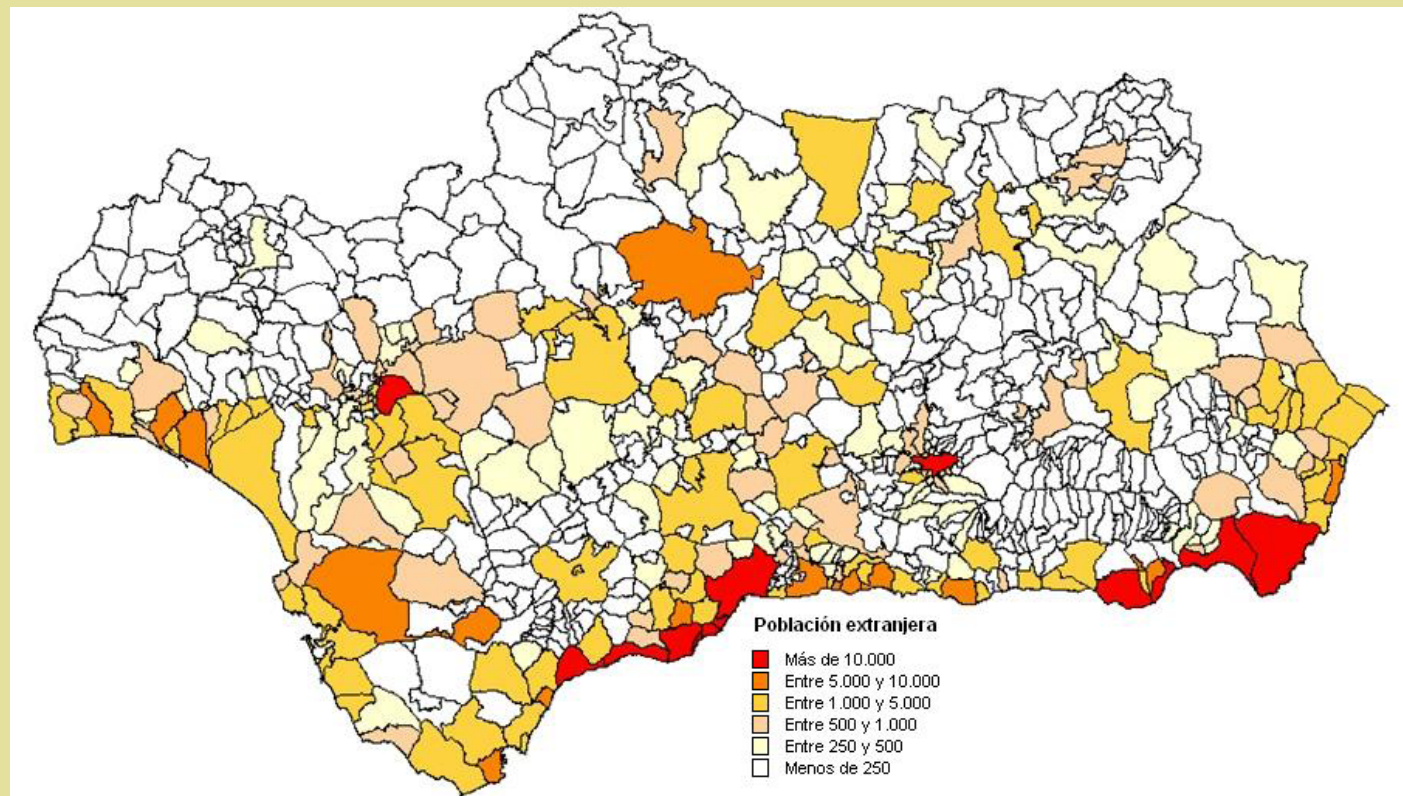 Población extranjera
Más de 10.000
Entre 5.000 y 10.000
Entre 1.000 y 5.000
Entre 500 y 1.000
Entre 250 y 500
Menos de 250